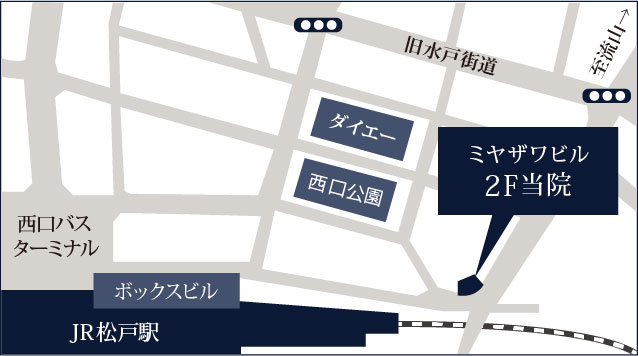 旧水戸街道
至流山→
ダイエー
西口公園
ミヤザワビル
2F当院
西口バス
ターミナル
ボックスビル
JR松戸駅